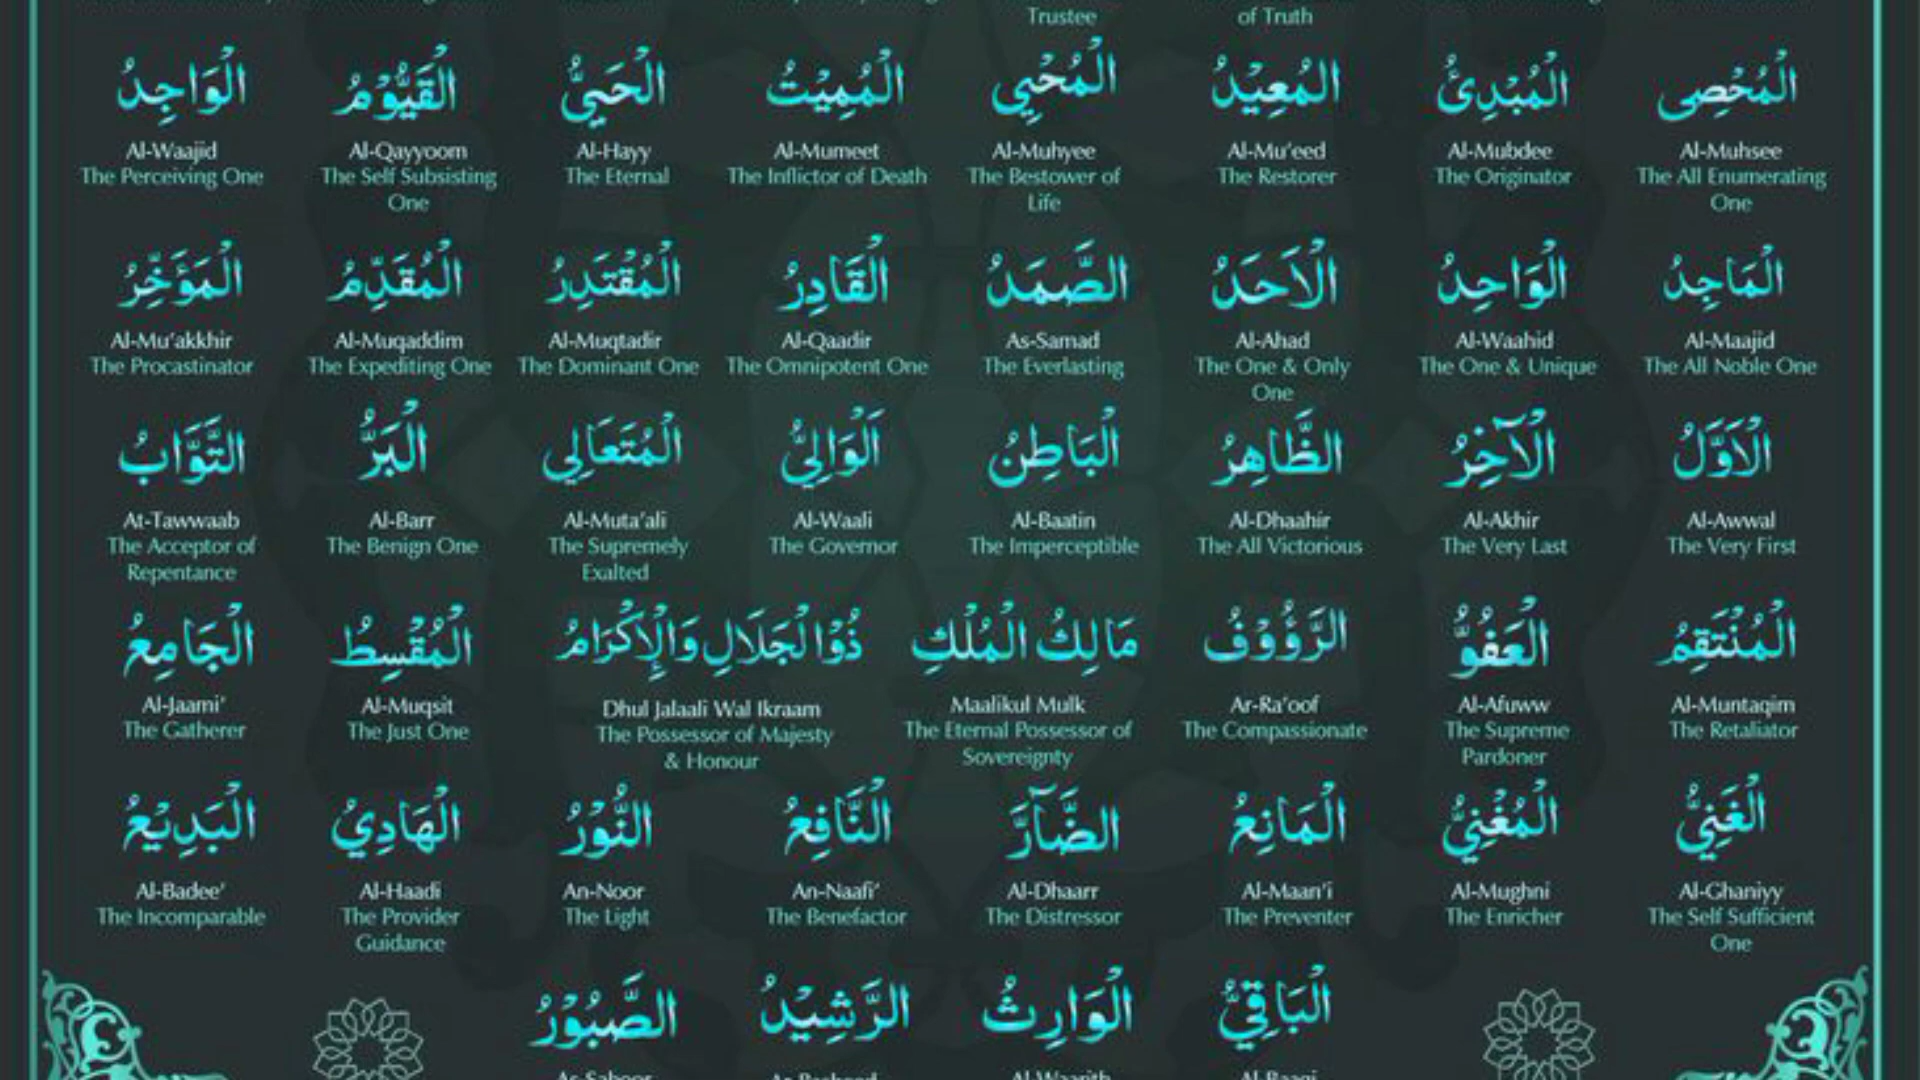 Trustee
of Truth
الْمُحْصِى
الْمُبْدِئُ
الْمُعِيْدُ
الْمُحْيِي
الْمُمِيْتُ
الْحَيُّ
الْقَيُّوْمُ
الْوَاجِدُ
Al-Waajid
Al-Qayyoom
Al-Hayy
Al-Mumeet
Al-Muhyee
Al-Mu'eed
Al-Mubdee
Al-Muhsee
The Perceiving One
The Self Subsisting
One
The Eternal
The Inflictor of Death
The Bestower of
Life
The Restorer
The Originator
The All Enumerating
One
الْمَاجِدُ
الْوَاحِدُ
الْاَحَدُ
الصَّمَدُ
الْقَادِرُ
الْمُقْتَدِرُ
الْمُقَدِّمُ
الْمَؤَخِّرُ
Al-Mu'akkhir
Al-Muqaddim
Al-Muqtadir
Al-Qaadir
As-Samad
Al-Ahad
Al-Waahid
Al-Maajid
The Procastinator
The Expediting One
The Dominant One
The Omnipotent One
The Everlasting
The One & Only
One
The One & Unique
The All Noble One
الْاَوَّلُ
الْآخِرُ
الظَّاهِرُ
الْبَاطِنُ
الْوَالِيُّ
الْمُتَعَالِي
الْبَرُّ
التَّوَّابُ
At-Tawwaab
Al-Barr
Al-Muta'ali
Al-Waali
Al-Baatin
Al-Dhaahir
Al-Akhir
Al-Awwal
The Acceptor of
Repentance
The Benign One
The Supremely
Exalted
The Governor
The Imperceptible
The All Victorious
The Very Last
The Very First
الْمُنْتَقِمُ
الْعَفُوُّ
الرَّؤُوْفُ
مَالِكُ الْمُلْكِ
ذُوْالْجَلَالِ وَالْاِكْرَامُ
الْمُقْسِطُ
الْجَامِعُ
Al-Jaami'
Al-Muqsit
Dhul Jalaali Wal Ikraam
Maalikul Mulk
Ar-Ra'oof
Al-Afuww
Al-Muntaqim
The Gatherer
The Just One
The Possessor of Majesty
& Honour
The Eternal Possessor of
Sovereignty
The Compassionate
The Supreme
Pardoner
The Retaliator
الْغَنِيُّ
الْمُغْنِيُّ
الْمَانِعُ
الضَّآرَّ
النَّافِعُ
النُّوْرُ
الْهَادِيُ
الْبَدِيْعُ
Al-Badee'
Al-Haadi
An-Noor
An-Naafi'
Al-Dhaarr
Al-Maan'i
Al-Mughni
Al-Ghaniyy
The Incomparable
The Provider
Guidance
The Light
The Benefactor
The Distressor
The Preventer
The Enricher
The Self Sufficient
One
الْبَاقِيُّ
الْوَارِثُ
الرَّشِيْدُ
الصَّبُوْرُ